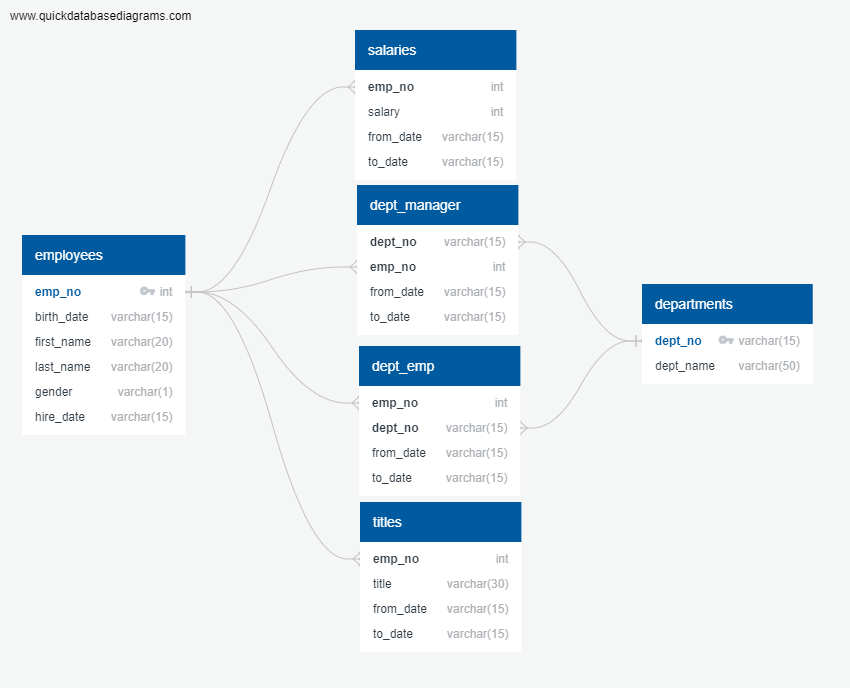 www.quickdatabasediagrams.com
salaries
emp_no int
salary int
from_date varchar(15)
to_date varchar(15)
dept_manager
dept_no varchar(15)
emp_no int
from_date varchar(15)
to_date varchar(15)
employees
emp_no int
birth_date varchar(15)
first_name varchar(20)
last_name varchar(20)
gender varchar(1)
hire_date varchar(15)
departments
dept_no varchar(15)
dept_name varchar(50)
dept_emp
emp_no int
dept_no varchar(15)
from_date varchar(15)
to_date varchar(15)
titles
emp_no int
title varchar(30)
from_date varchar(15)
to_date varchar(15)